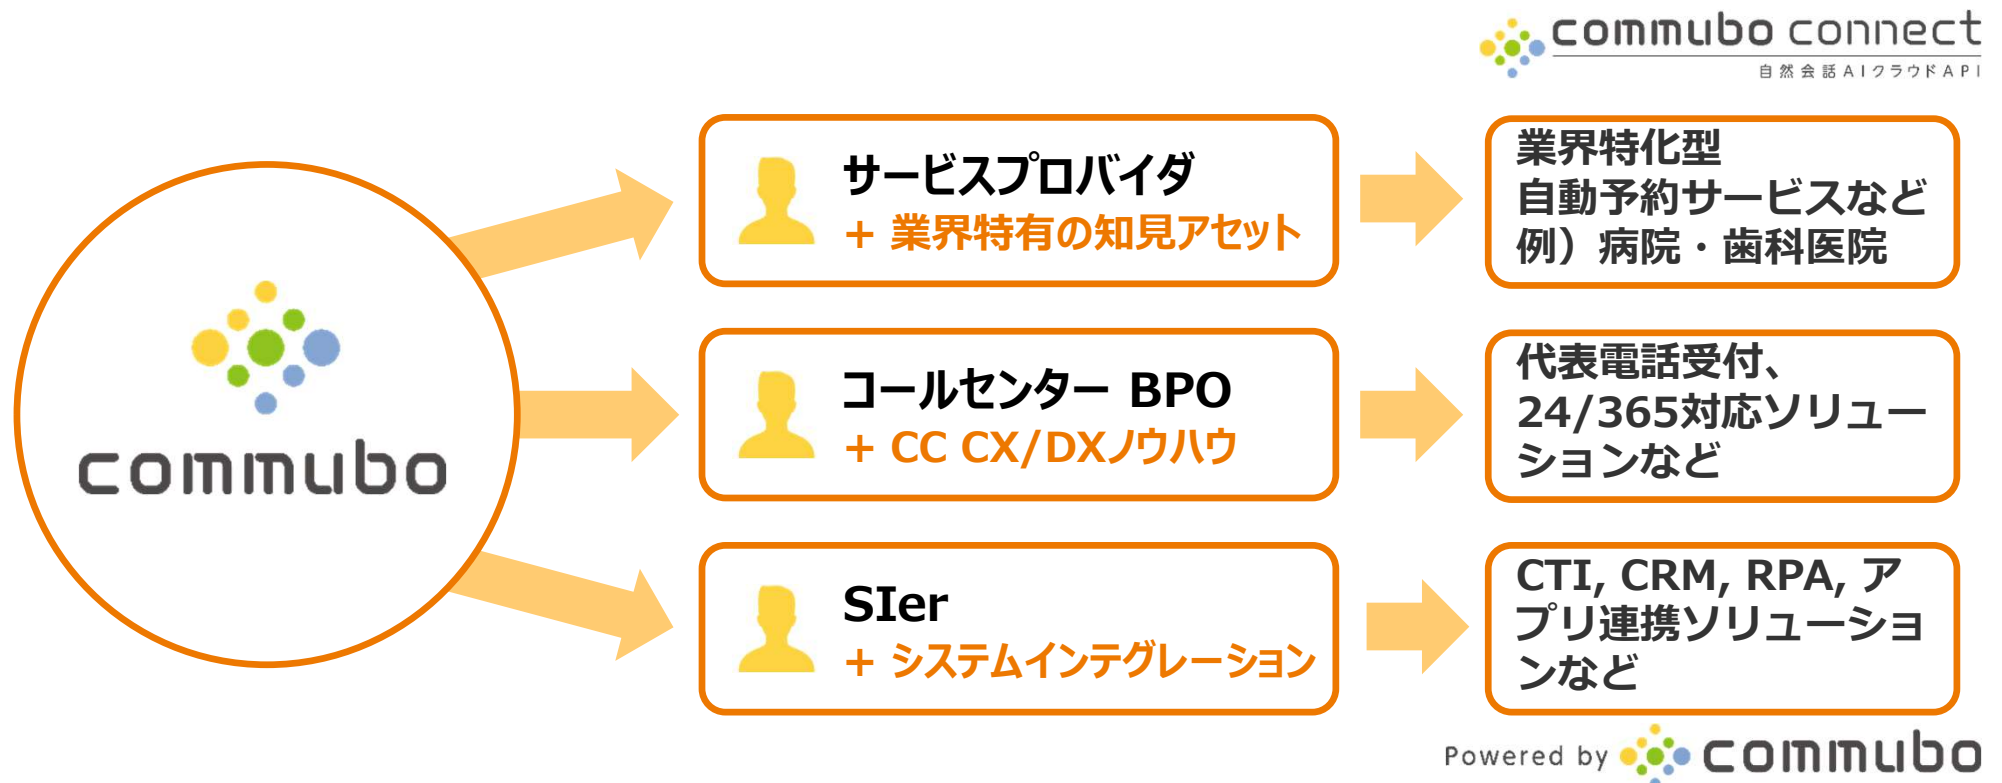 commubo connect
自然会話AIクラウドAPI
commubo
サービスプロバイダ
+ 業界特有の知見アセット
業界特化型
自動予約サービスなど
例）病院・歯科医院
コールセンター BPO
+ CC CX/DXノウハウ
代表電話受付、
24/365対応ソリュー
ションなど
SIer
+ システムインテグレーション
CTI, CRM, RPA, ア
プリ連携ソリューショ
ンなど
Powered by commubo